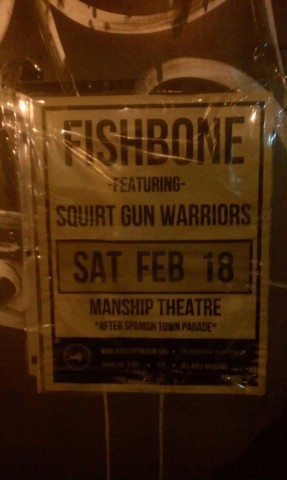 FISHBONE
-FEATURING-
SQUIRT GUN WARRIORS
SAT FEB 18
MANSHIP THEATRE
*AFTER SPANISH TOWN PARADE*